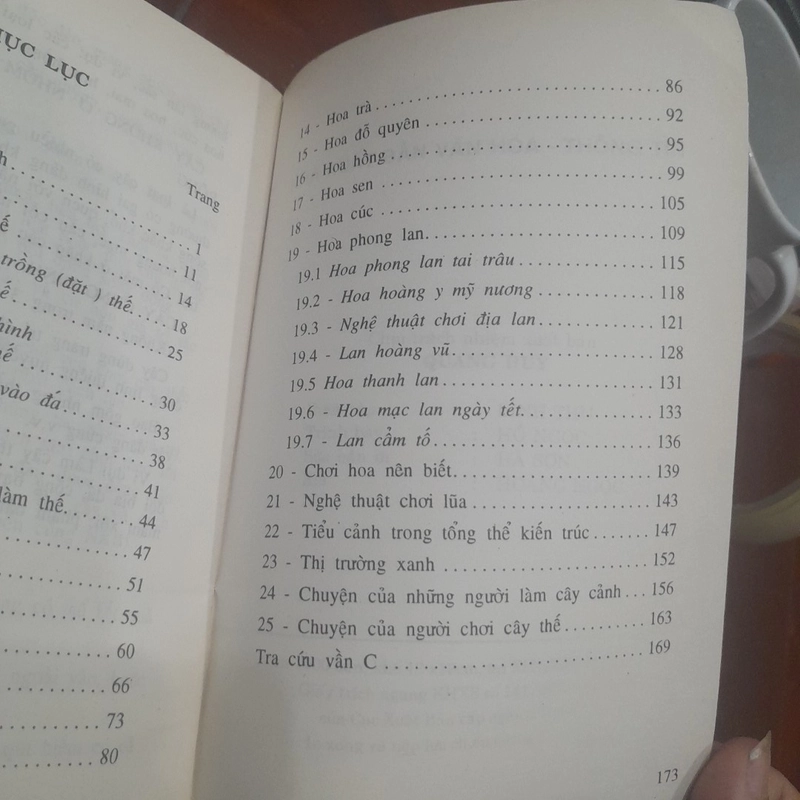 MỤC LỤC
Trang
1
11
14
trồng (đặt ) thế 18
25
30
vào đá 33
38
41
làm thế 44
47
51
55
60
66
73
80
14 - Hoa trà 86
15 - Hoa đỗ quyên 92
16 - Hoa hồng 95
17 - Hoa sen 99
18 - Hoa cúc 105
19 - Hoa phong lan 109
19.1 Hoa phong lan tai trâu 115
19.2 - Hoa hoàng y mỹ nương 118
19.3 - Nghệ thuật chơi địa lan 121
19.4 - Lan hoàng vũ 128
19.5 Hoa thanh lan 131
19.6 - Hoa mạc lan ngày tết 133
19.7 - Lan cẩm tố 136
20 - Chơi hoa nên biết 139
21 - Nghệ thuật chơi lũa 143
22 - Tiểu cảnh trong tổng thể kiến trúc 147
23 - Thị trường xanh 152
24 - Chuyện của những người làm cây cảnh 156
25 - Chuyện của người chơi cây thế 163
Tra cứu vần C 169
173